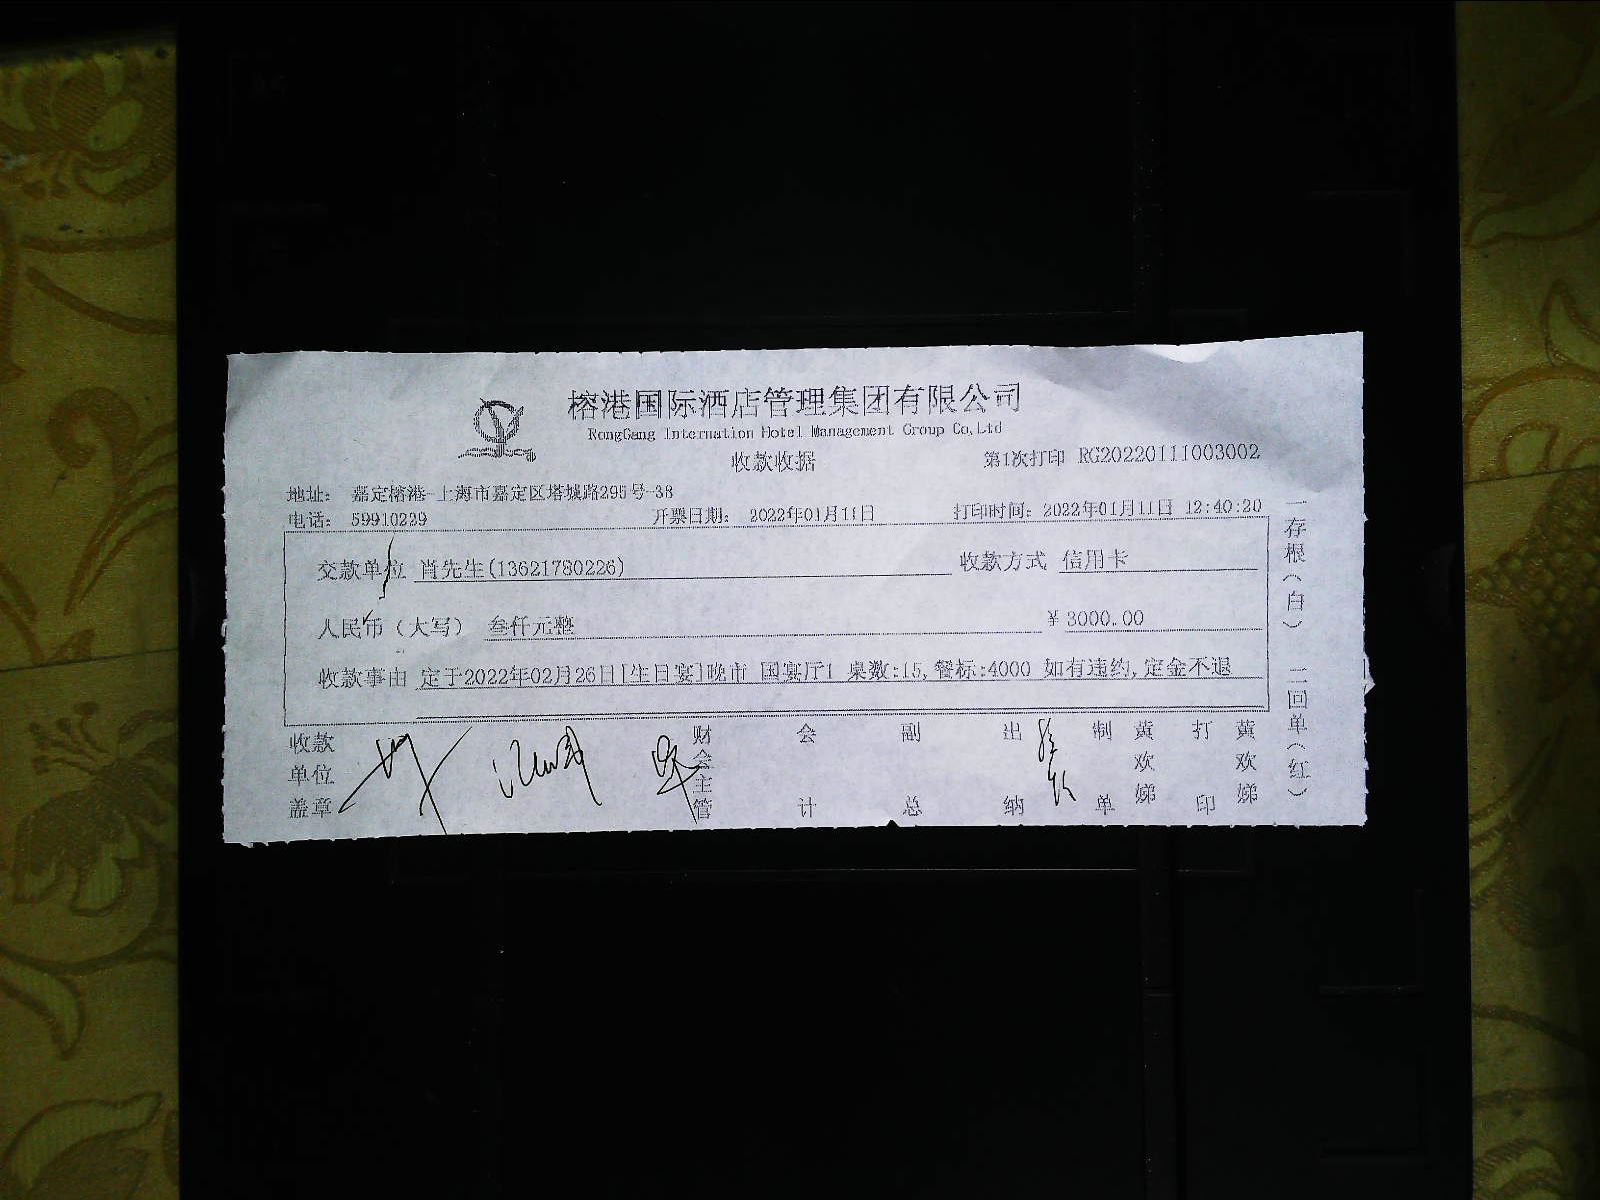 榕港国际酒店管理集团有限公司
RongGang Internation Hotel Management Group Co,Ltd
收款收据
第1次打印 RG20220111003002
地址： 嘉定榕港-上海市嘉定区塔城路295号-38
电话： 59910229 开票日期： 2022年01月11日 打印时间：2022年01月11日 12:40:20
交款单位 肖先生(13621780226) 收款方式 信用卡
人民币（大写） 叁仟元整 ￥3000.00
收款事由 定于2022年02月26日[生日宴]晚市 国宴厅1 桌数:15,餐标:4000 如有违约,定金不退
收款单位盖章 财会主管 会计 副总 出纳 制单 黄欢娣 打印 黄欢娣
一存根（白） 二回单（红）